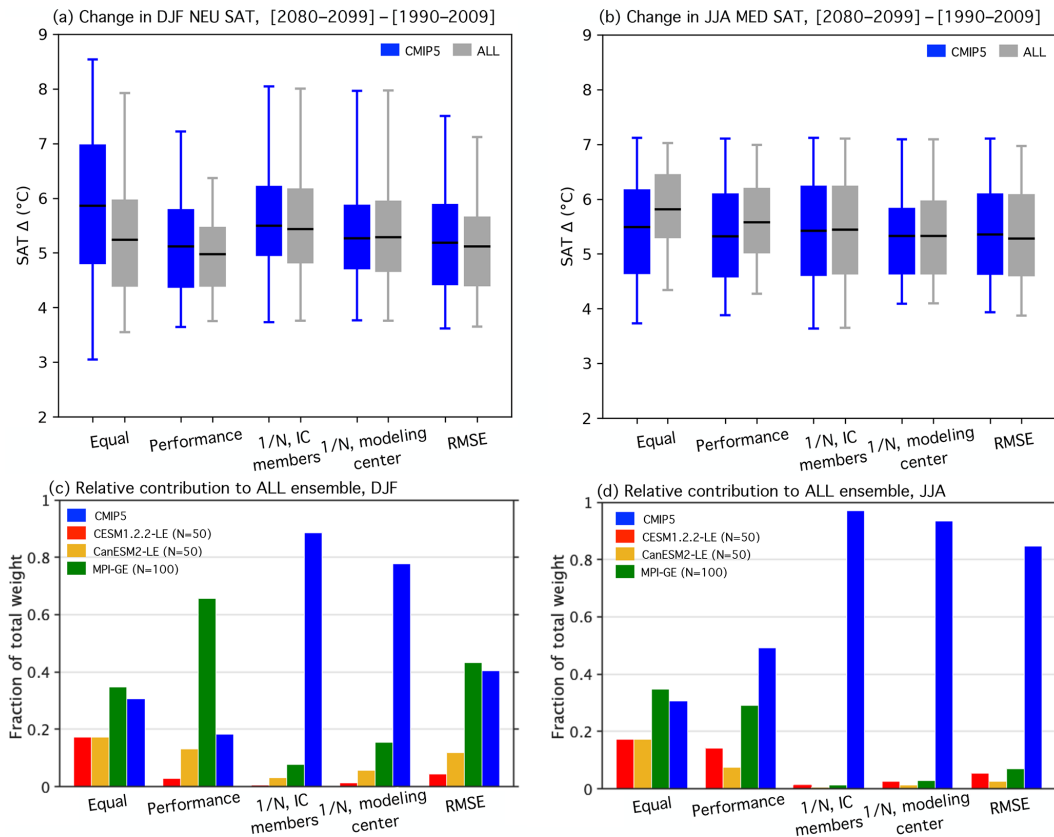 (a) Change in DJF NEU SAT, [2080–2099] – [1990–2009]
9
8
7
6
5
4
3
2
SAT Δ (°C)
CMIP5 ALL
Equal Performance 1/N, IC members 1/N, modeling center RMSE
(b) Change in JJA MED SAT, [2080–2099] – [1990–2009]
9
8
7
6
5
4
3
2
SAT Δ (°C)
CMIP5 ALL
Equal Performance 1/N, IC members 1/N, modeling center RMSE
(c) Relative contribution to ALL ensemble, DJF
1
0.8
0.6
0.4
0.2
0
Fraction of total weight
CMIP5
CESM1.2.2-LE (N=50)
CanESM2-LE (N=50)
MPI-GE (N=100)
Equal Performance 1/N, IC members 1/N, modeling center RMSE
(d) Relative contribution to ALL ensemble, JJA
1
0.8
0.6
0.4
0.2
0
Fraction of total weight
CMIP5
CESM1.2.2-LE (N=50)
CanESM2-LE (N=50)
MPI-GE (N=100)
Equal Performance 1/N, IC members 1/N, modeling center RMSE